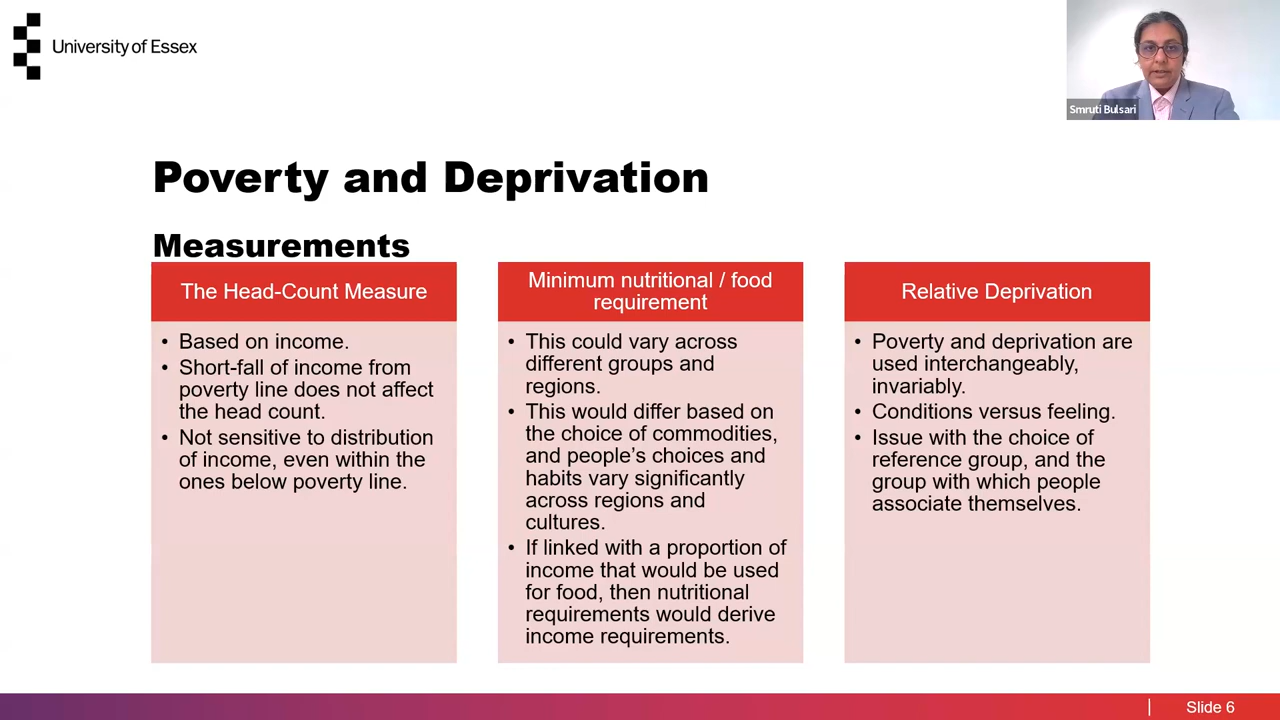 University of Essex
Smruti Bulsari
Poverty and Deprivation
Measurements
The Head-Count Measure
• Based on income.
• Short-fall of income from
poverty line does not affect
the head count.
• Not sensitive to distribution
of income, even within the
ones below poverty line.
Minimum nutritional / food
requirement
• This could vary across
different groups and
regions.
• This would differ based on
the choice of commodities,
and people’s choices and
habits vary significantly
across regions and
cultures.
• If linked with a proportion of
income that would be used
for food, then nutritional
requirements would derive
income requirements.
Relative Deprivation
• Poverty and deprivation are
used interchangeably,
invariably.
• Conditions versus feeling.
• Issue with the choice of
reference group, and the
group with which people
associate themselves.
Slide 6